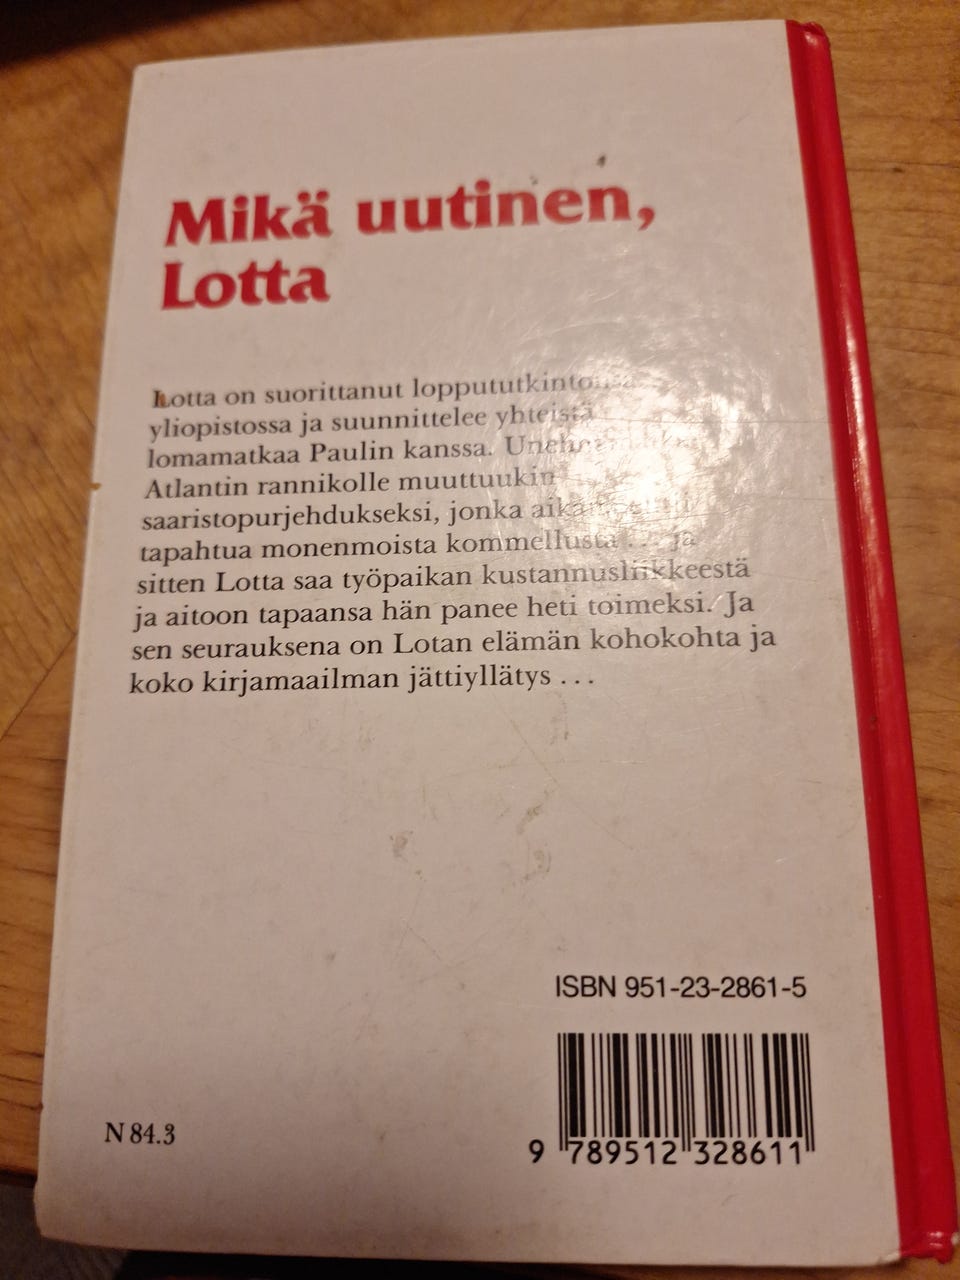 Mikä uutinen,
Lotta
Lotta on suorittanut lopputututkintonsa
yliopistossa ja suunnittelee yhteistä
lomamatkaa Paulin kanssa.
Atlantin rannikolle muuttuukin
saaristopurjehdukseksi, jonka
tapahtua monenmoista kommellusta ... ja
sitten Lotta saa työpaikan kustannusliikkeestä
ja aitoon tapaansa hän panee heti toimeksi. Ja
sen seurauksena on Lotan elämän kohokohta ja
koko kirjamaailman jättiyllätys ...
ISBN 951-23-2861-5
N 84.3
9 789512 328611